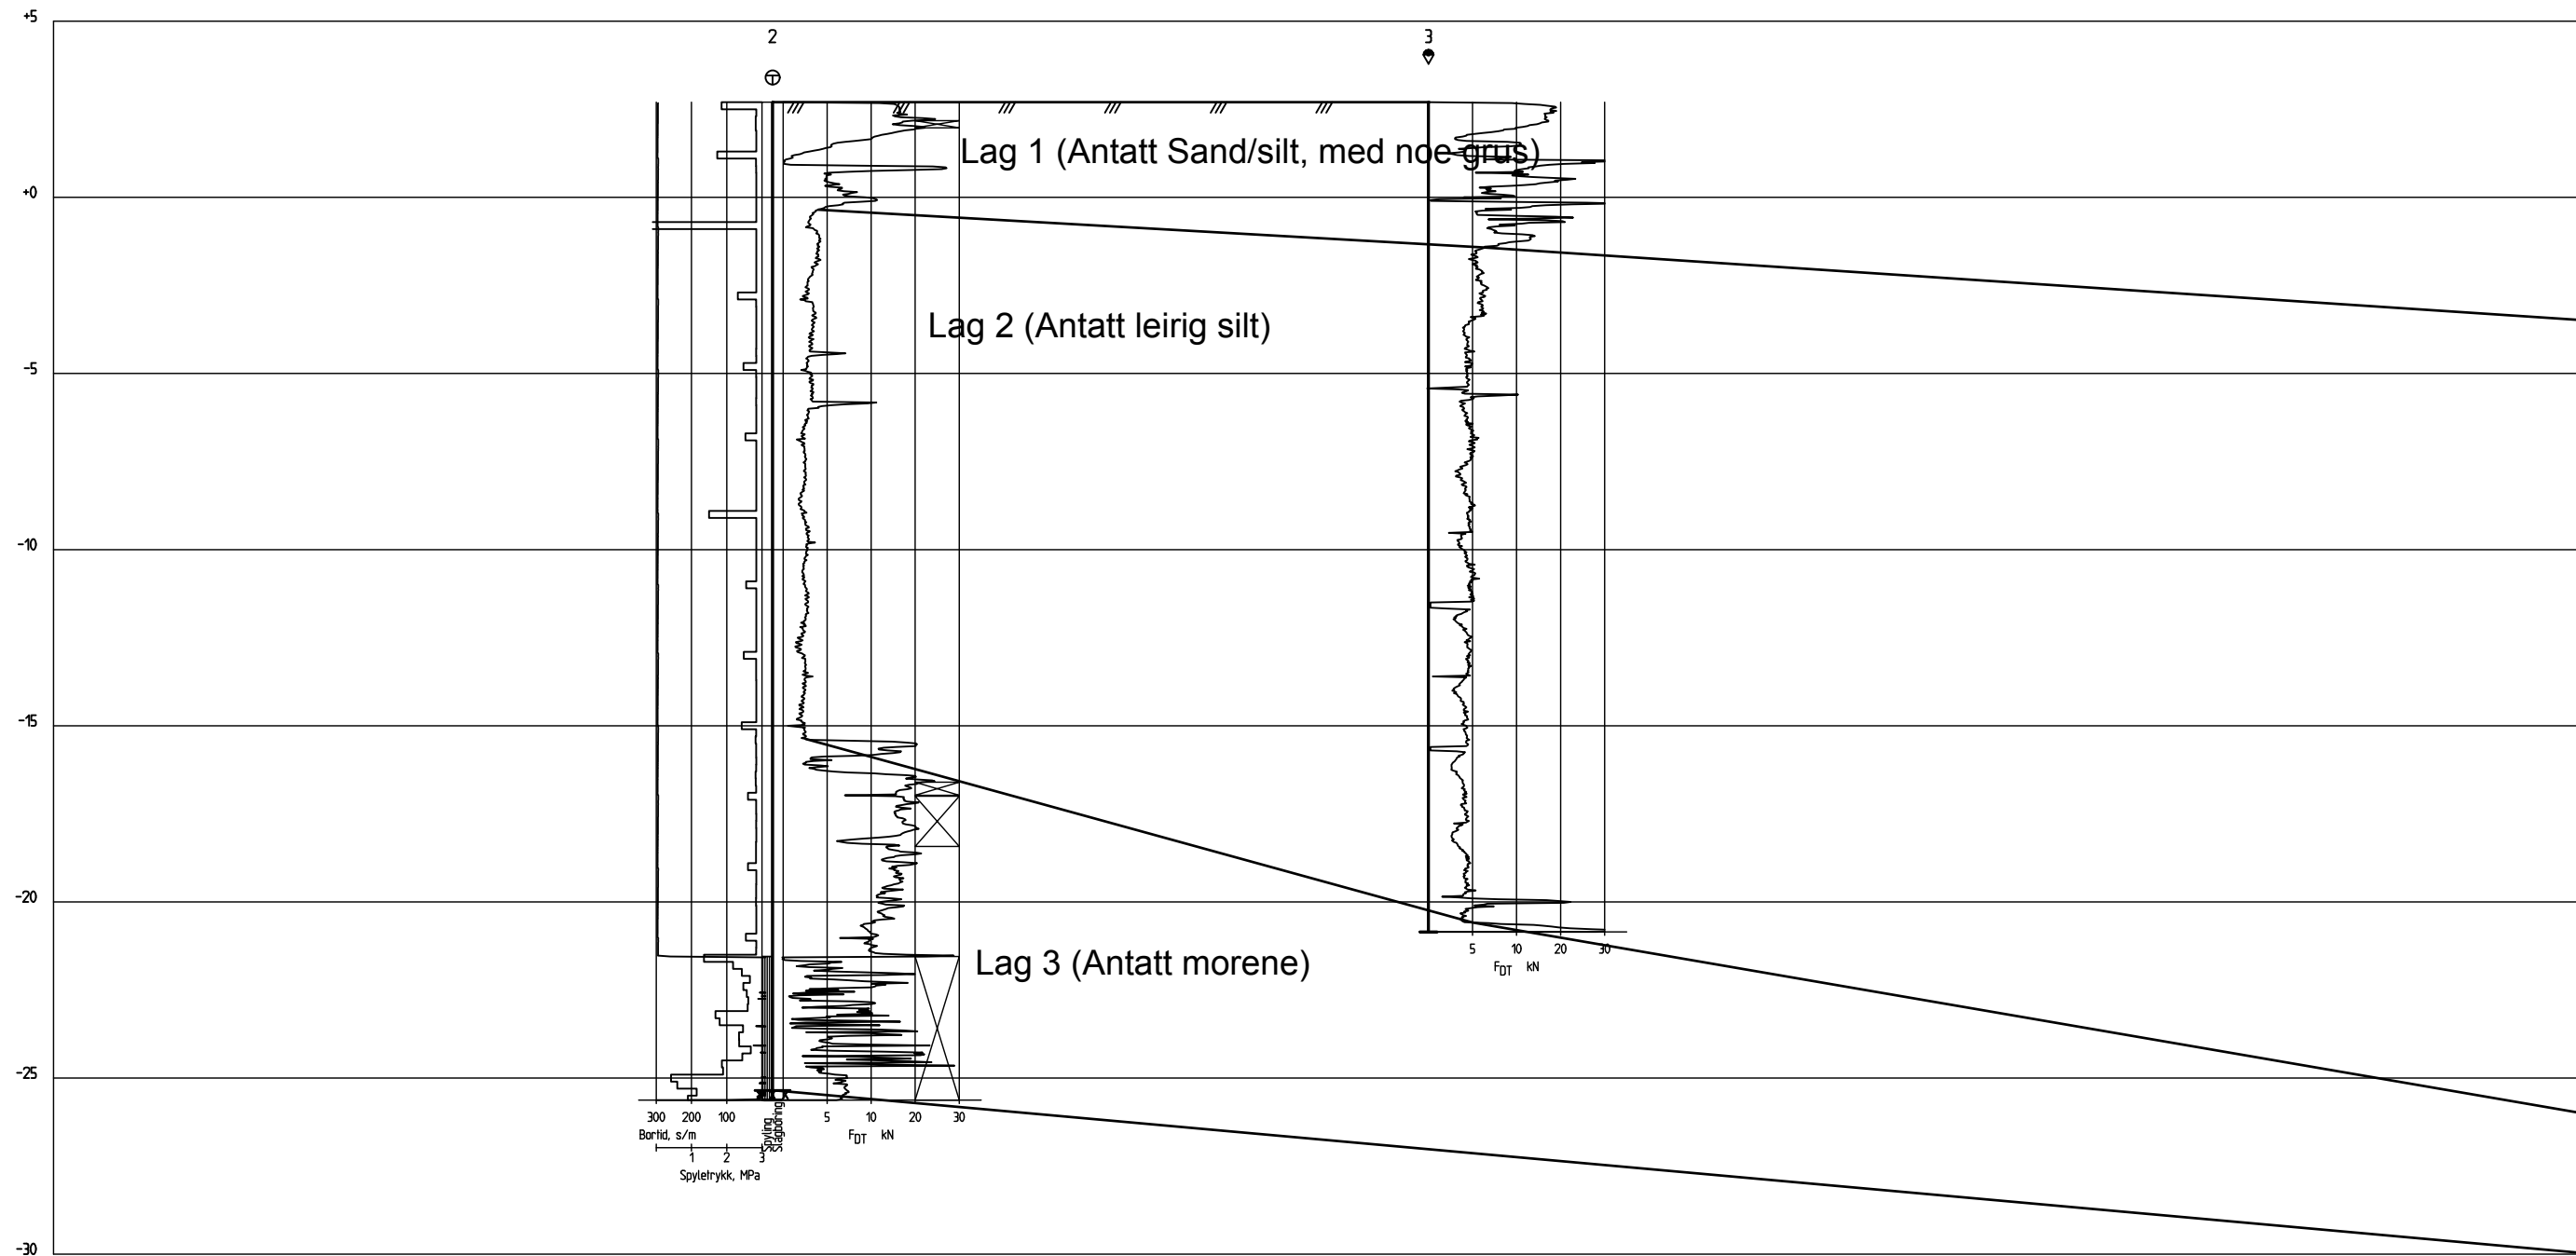 +5
2
3
Lag 1 (Antatt Sand/silt, med noe grus)
+0
Lag 2 (Antatt leirig silt)
-5
-10
-15
-20
5 10 20 30
FDT kN
Lag 3 (Antatt morene)
-25
300 200 100
Spyling
Slagboring
5 10 20 30
Bortid, s/m
FDT kN
1 2 3
Spyletrykk, MPa
-30